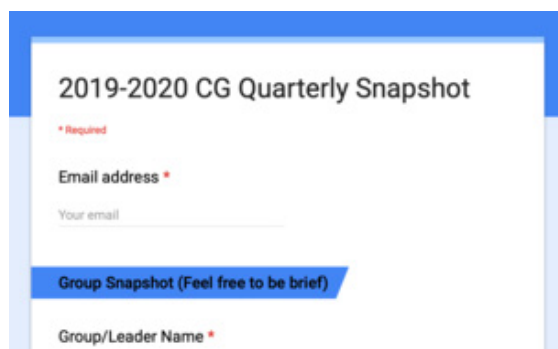 2019-2020 CG Quarterly Snapshot
* Required
Email address *
Your email
Group Snapshot (Feel free to be brief)
Group/Leader Name *